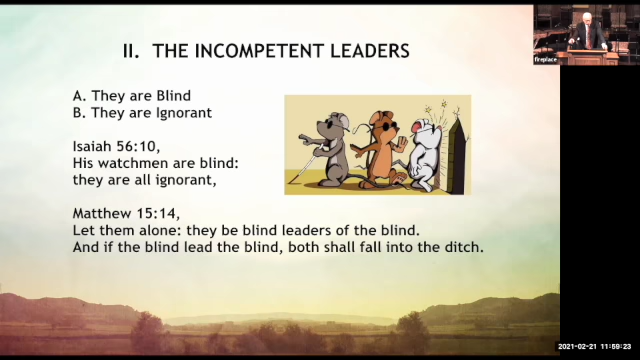 II. THE INCOMPETENT LEADERS
A. They are Blind
B. They are Ignorant
Isaiah 56:10,
His watchmen are blind:
they are all ignorant,
Matthew 15:14,
Let them alone: they be blind leaders of the blind.
And if the blind lead the blind, both shall fall into the ditch.
fireplace
2021-02-21 11:59:23